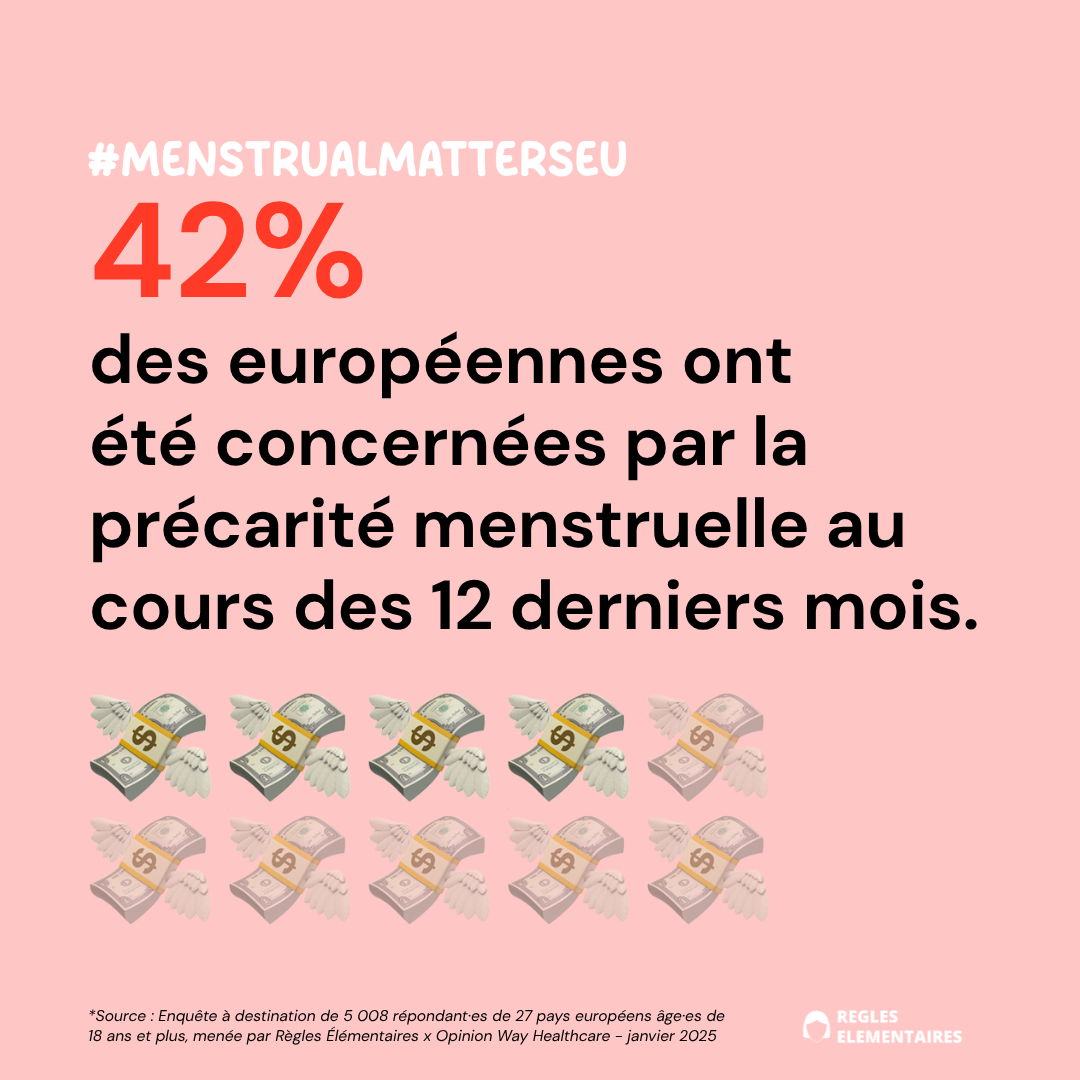 #MENSTRUALMATTERSEU
42%
des européennes ont
été concernées par la
précarité menstruelle au
cours des 12 derniers mois.
$ $ $ $ $
$ $ $ $ $
*Source : Enquête à destination de 5 008 répondant·es de 27 pays européens âge·es de
18 ans et plus, menée par Règles Élémentaires x Opinion Way Healthcare - janvier 2025
REGLES
ELEMENTAIRES